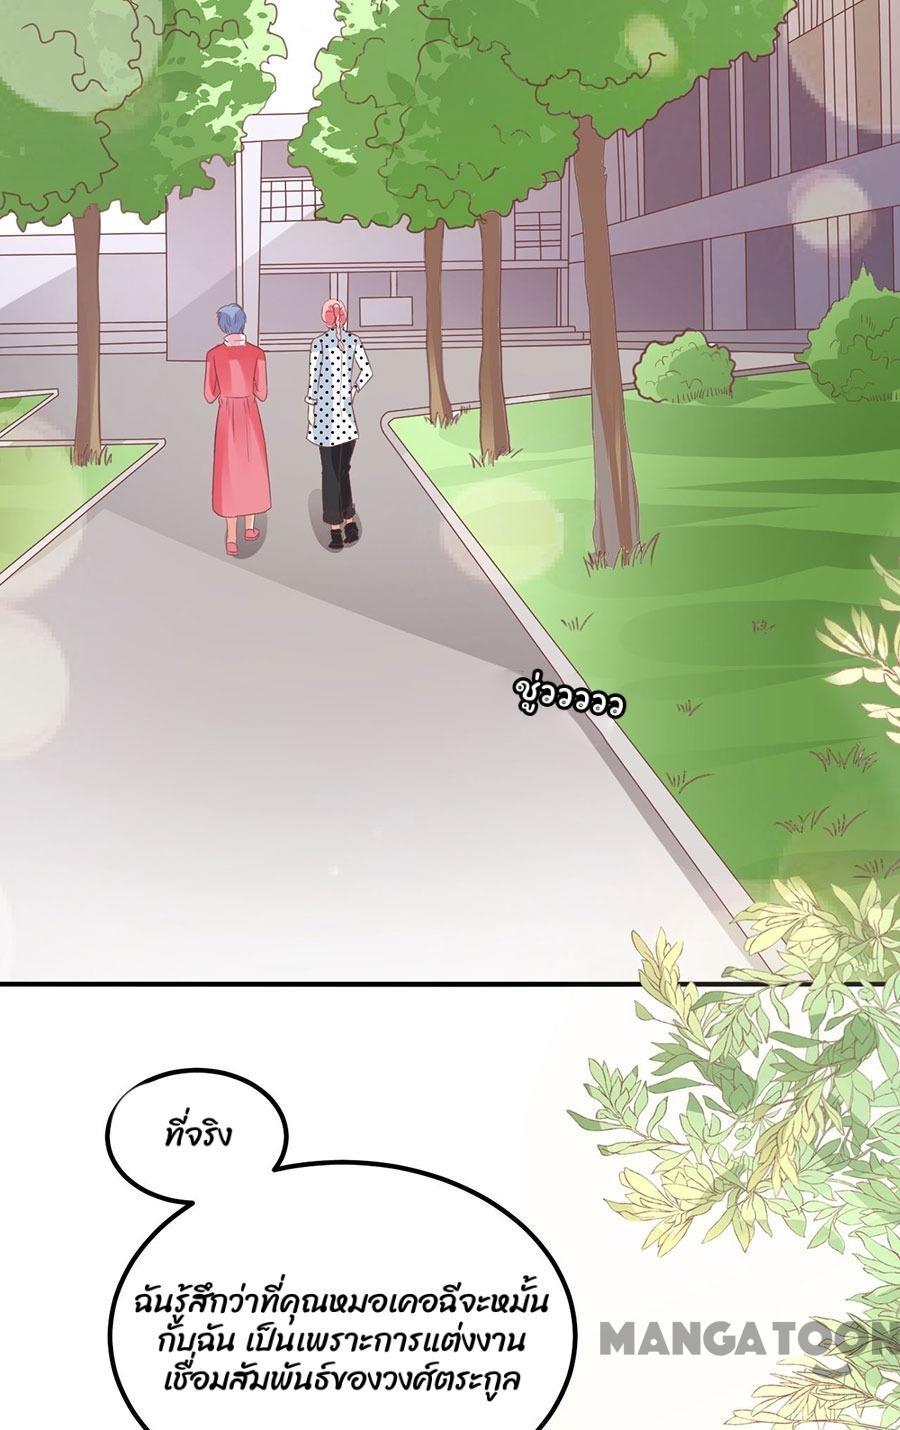 ชู่ววววว
ที่จริง
ฉันรู้สึกว่าที่คุณหมอเคอฉีจะหมั้น
กับฉัน เป็นเพราะการแต่งงาน
เชื่อมสัมพันธ์ของวงศ์ตระกูล
MANGATOON